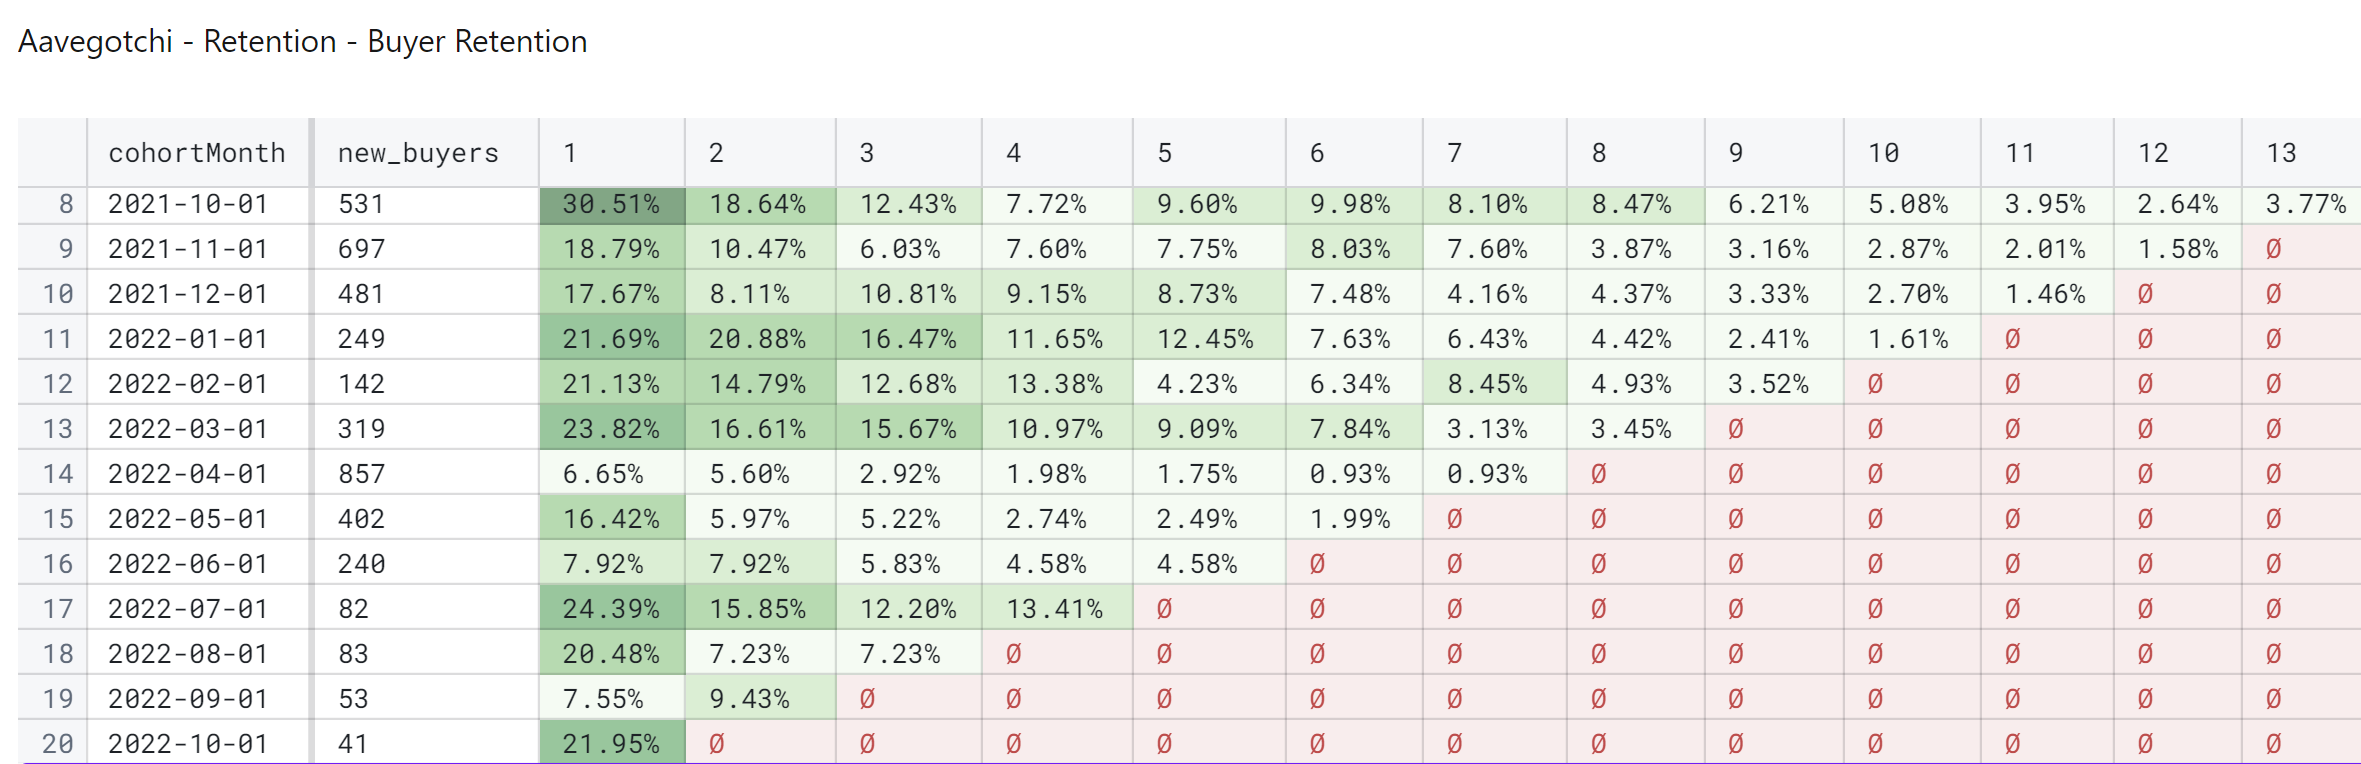 Aavegotchi - Retention - Buyer Retention
cohortMonth new_buyers 1 2 3 4 5 6 7 8 9 10 11 12 13
8 2021-10-01 531 30.51% 18.64% 12.43% 7.72% 9.60% 9.98% 8.10% 8.47% 6.21% 5.08% 3.95% 2.64% 3.77%
9 2021-11-01 697 18.79% 10.47% 6.03% 7.60% 7.75% 8.03% 7.60% 3.87% 3.16% 2.87% 2.01% 1.58% Ø
10 2021-12-01 481 17.67% 8.11% 10.81% 9.15% 8.73% 7.48% 4.16% 4.37% 3.33% 2.70% 1.46% Ø Ø
11 2022-01-01 249 21.69% 20.88% 16.47% 11.65% 12.45% 7.63% 6.43% 4.42% 2.41% 1.61% Ø Ø Ø
12 2022-02-01 142 21.13% 14.79% 12.68% 13.38% 4.23% 6.34% 8.45% 4.93% 3.52% Ø Ø Ø Ø
13 2022-03-01 319 23.82% 16.61% 15.67% 10.97% 9.09% 7.84% 3.13% 3.45% Ø Ø Ø Ø Ø
14 2022-04-01 857 6.65% 5.60% 2.92% 1.98% 1.75% 0.93% 0.93% Ø Ø Ø Ø Ø Ø
15 2022-05-01 402 16.42% 5.97% 5.22% 2.74% 2.49% 1.99% Ø Ø Ø Ø Ø Ø Ø
16 2022-06-01 240 7.92% 7.92% 5.83% 4.58% 4.58% Ø Ø Ø Ø Ø Ø Ø Ø
17 2022-07-01 82 24.39% 15.85% 12.20% 13.41% Ø Ø Ø Ø Ø Ø Ø Ø Ø
18 2022-08-01 83 20.48% 7.23% 7.23% Ø Ø Ø Ø Ø Ø Ø Ø Ø Ø
19 2022-09-01 53 7.55% 9.43% Ø Ø Ø Ø Ø Ø Ø Ø Ø Ø Ø
20 2022-10-01 41 21.95% Ø Ø Ø Ø Ø Ø Ø Ø Ø Ø Ø Ø